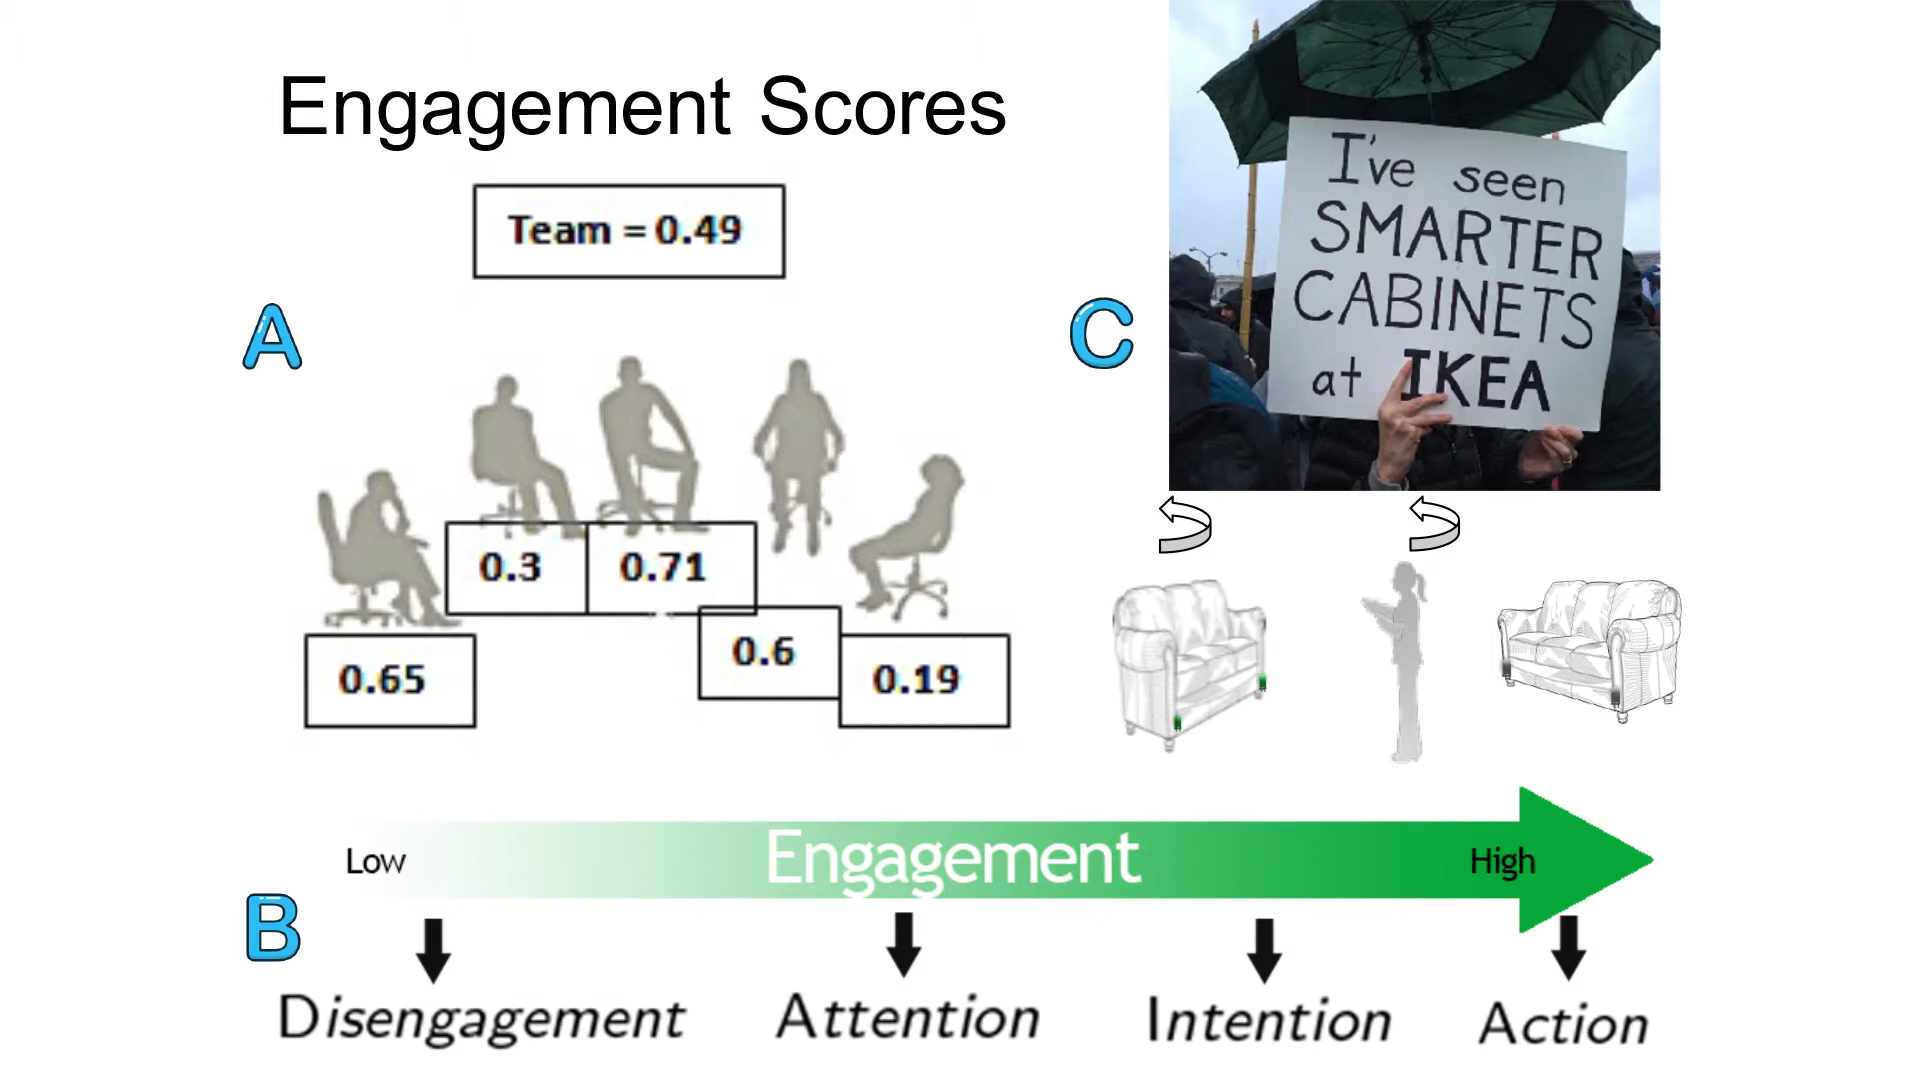 Engagement Scores
Team = 0.49
A
0.3
0.71
0.65
0.6
0.19
C
I've seen
SMARTER
CABINETS
at IKEA
Low
Engagement
High
B
Disengagement
Attention
Intention
Action